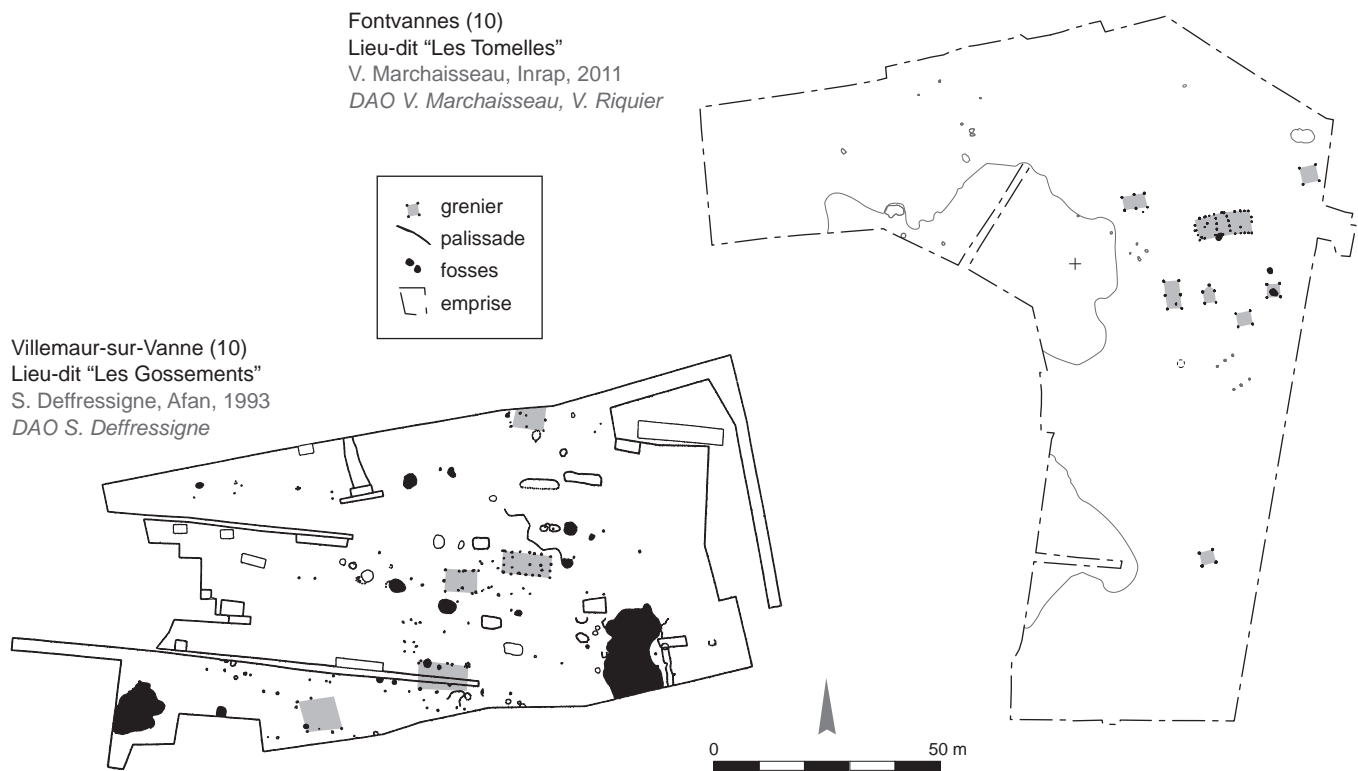 Fontvannes (10)
Lieu-dit “Les Tomelles”
V. Marchaisseau, Inrap, 2011
DAO V. Marchaisseau, V. Riquier
grenier
palissade
fosses
emprise
Villemaur-sur-Vanne (10)
Lieu-dit “Les Gossements”
S. Deffressigne, Afan, 1993
DAO S. Deffressigne
0 50 m